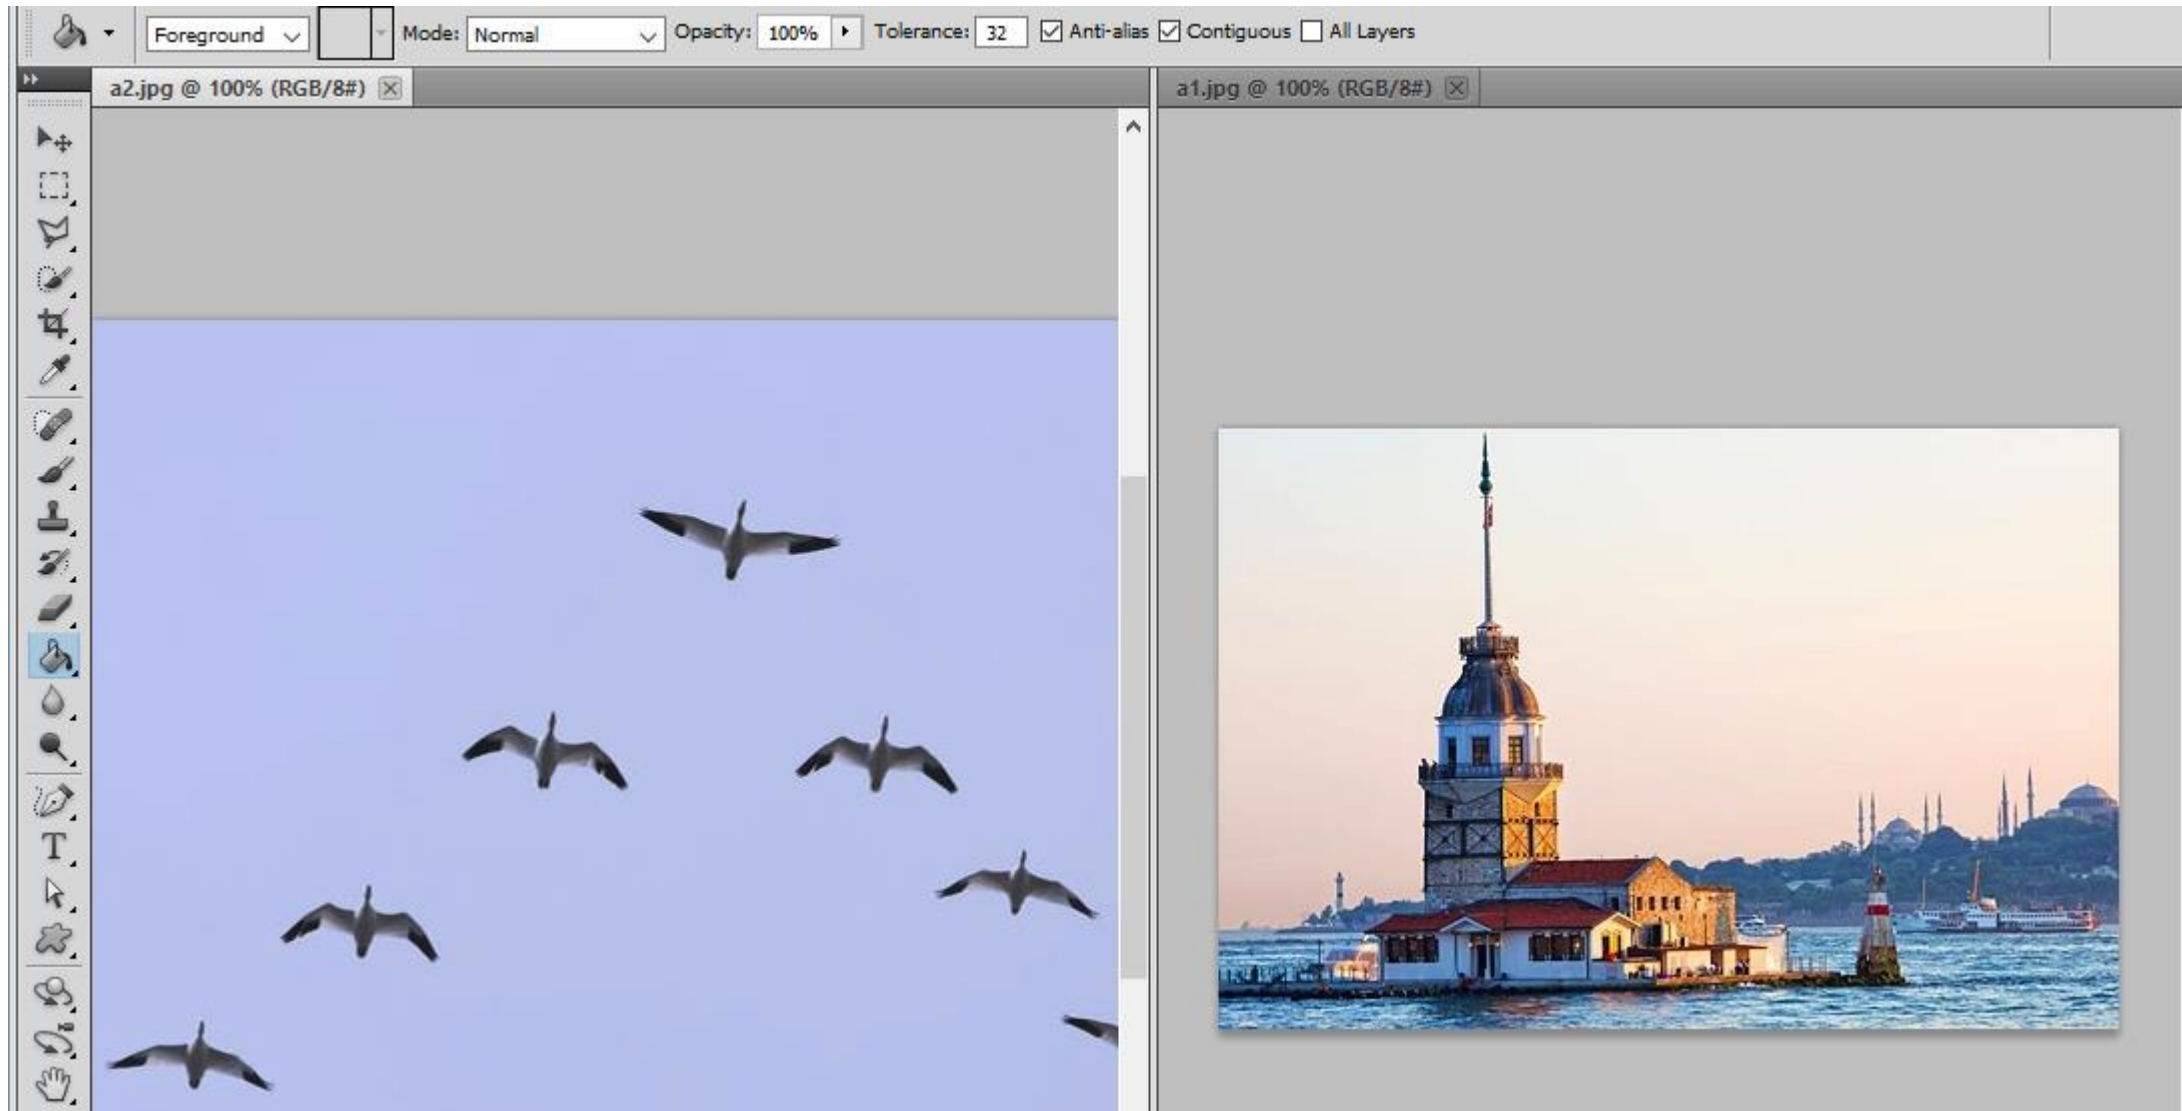 Foreground Mode: Normal Opacity: 100% Tolerance: 32 Anti-alias Contiguous All Layers
a2.jpg @ 100% (RGB/8#)
a1.jpg @ 100% (RGB/8#)
T